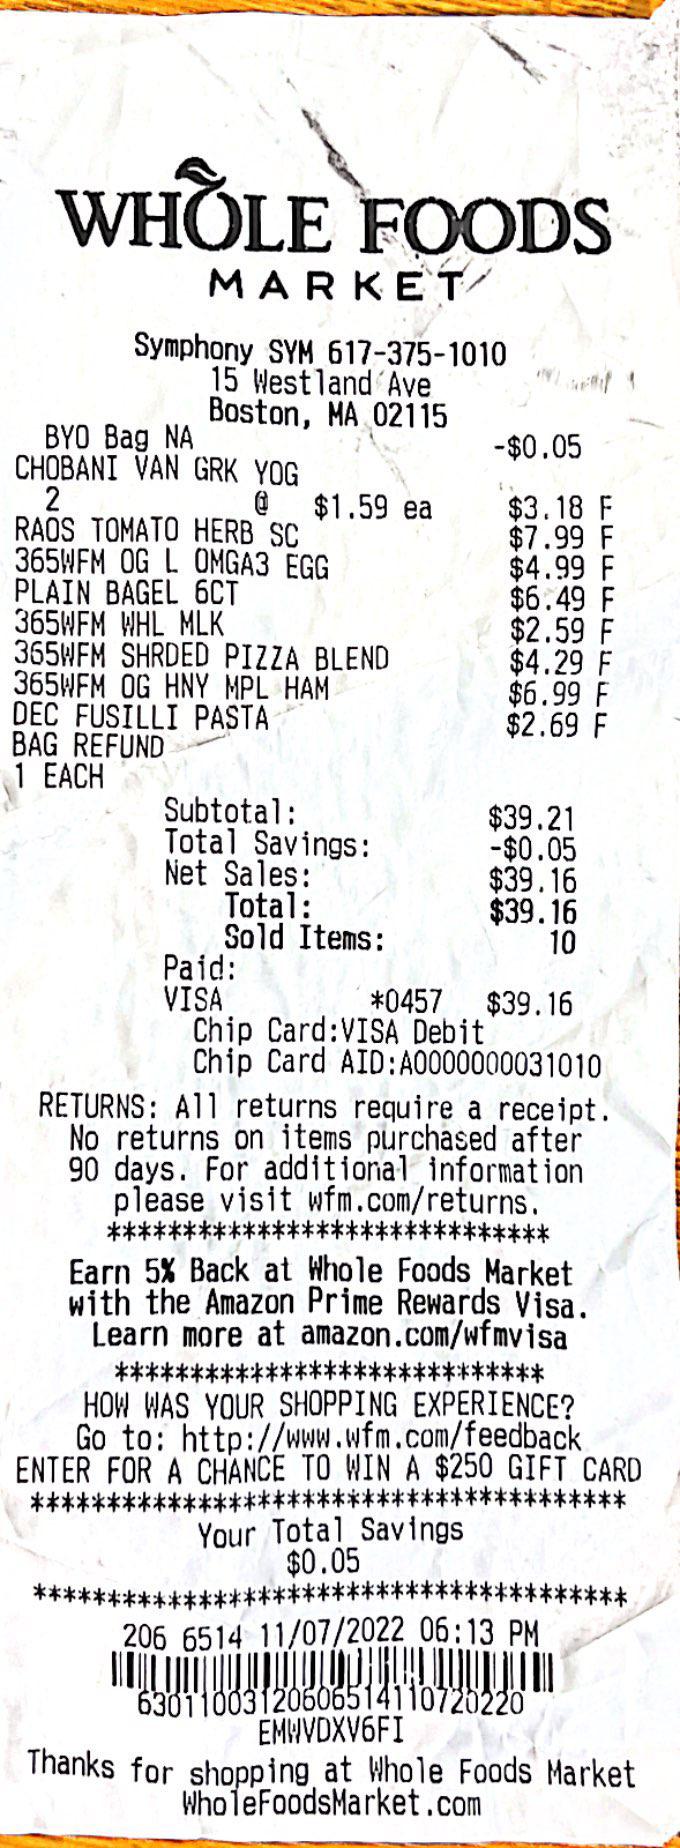 WHOLE FOODS
MARKET
Symphony SYM 617-375-1010
15 Westland Ave
Boston, MA 02115
BYO Bag NA -$0.05
CHOBANI VAN GRK YOG
2 @ $1.59 ea $3.18 F
RAOS TOMATO HERB SC $7.99 F
365WFM OG L OMGA3 EGG $4.99 F
PLAIN BAGEL 6CT $6.49 F
365WFM WHL MLK $2.59 F
365WFM SHRDED PIZZA BLEND $4.29 F
365WFM OG HNY MPL HAM $6.99 F
DEC FUSILLI PASTA $2.69 F
BAG REFUND
1 EACH
Subtotal: $39.21
Total Savings: -$0.05
Net Sales: $39.16
Total: $39.16
Sold Items: 10
Paid:
VISA *0457 $39.16
Chip Card:VISA Debit
Chip Card AID:A0000000031010
RETURNS: All returns require a receipt.
No returns on items purchased after
90 days. For additional information
please visit wfm.com/returns.
*****************************
Earn 5% Back at Whole Foods Market
with the Amazon Prime Rewards Visa.
Learn more at amazon.com/wfmvisa
****************************
HOW WAS YOUR SHOPPING EXPERIENCE?
Go to: http://www.wfm.com/feedback
ENTER FOR A CHANCE TO WIN A $250 GIFT CARD
***************************************
Your Total Savings
$0.05
***************************************
206 6514 11/07/2022 06:13 PM
63011003120606514110720220
EMWVDXV6FI
Thanks for shopping at Whole Foods Market
WholeFoodsMarket.com